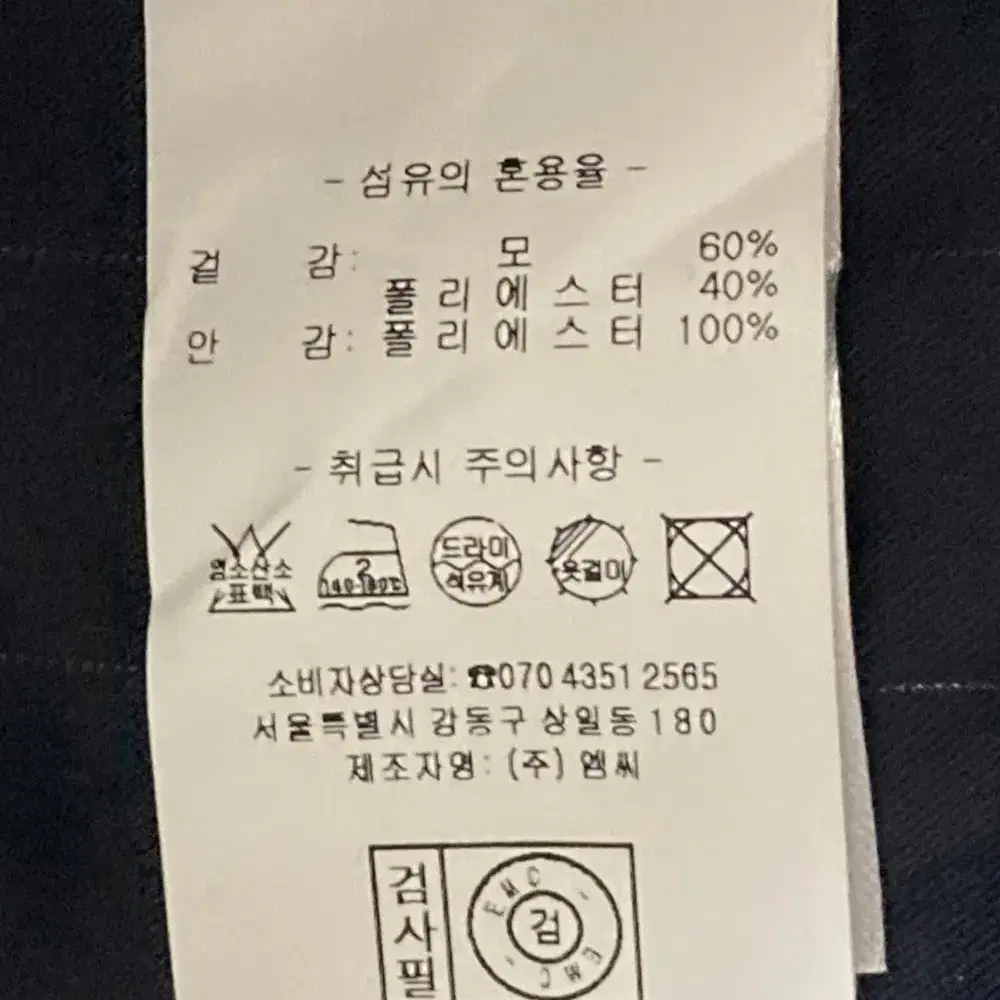 - 섬유의 혼용율 -
겉 감: 모 60%
폴리에스터 40%
안 감: 폴리에스터 100%
- 취급시 주의사항 -
염소산소
표백
2
140-160℃
드라이
석유계
옷걸이
소비자상담실: ☎070 4351 2565
서울특별시 강동구 상일동 180
제조자명: (주) 엠씨
검사필
EMC - EMC -
검